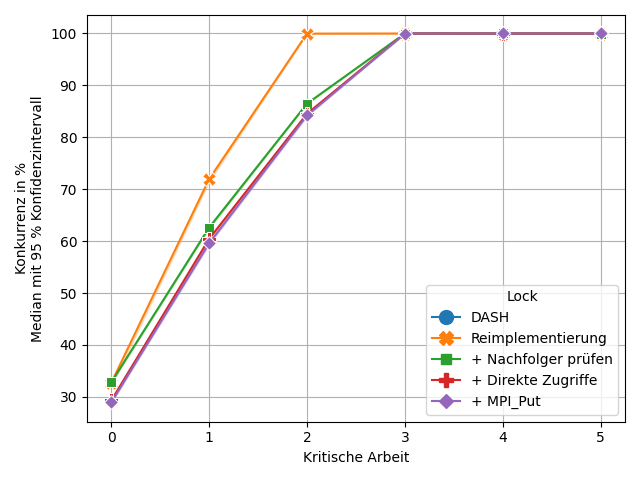 Konkurrenz in %
Median mit 95 % Konfidenzintervall
100
90
80
70
60
50
40
30
0
1
2
3
4
5
Kritische Arbeit
Lock
DASH
Reimplementierung
+ Nachfolger prüfen
+ Direkte Zugriffe
+ MPI_Put